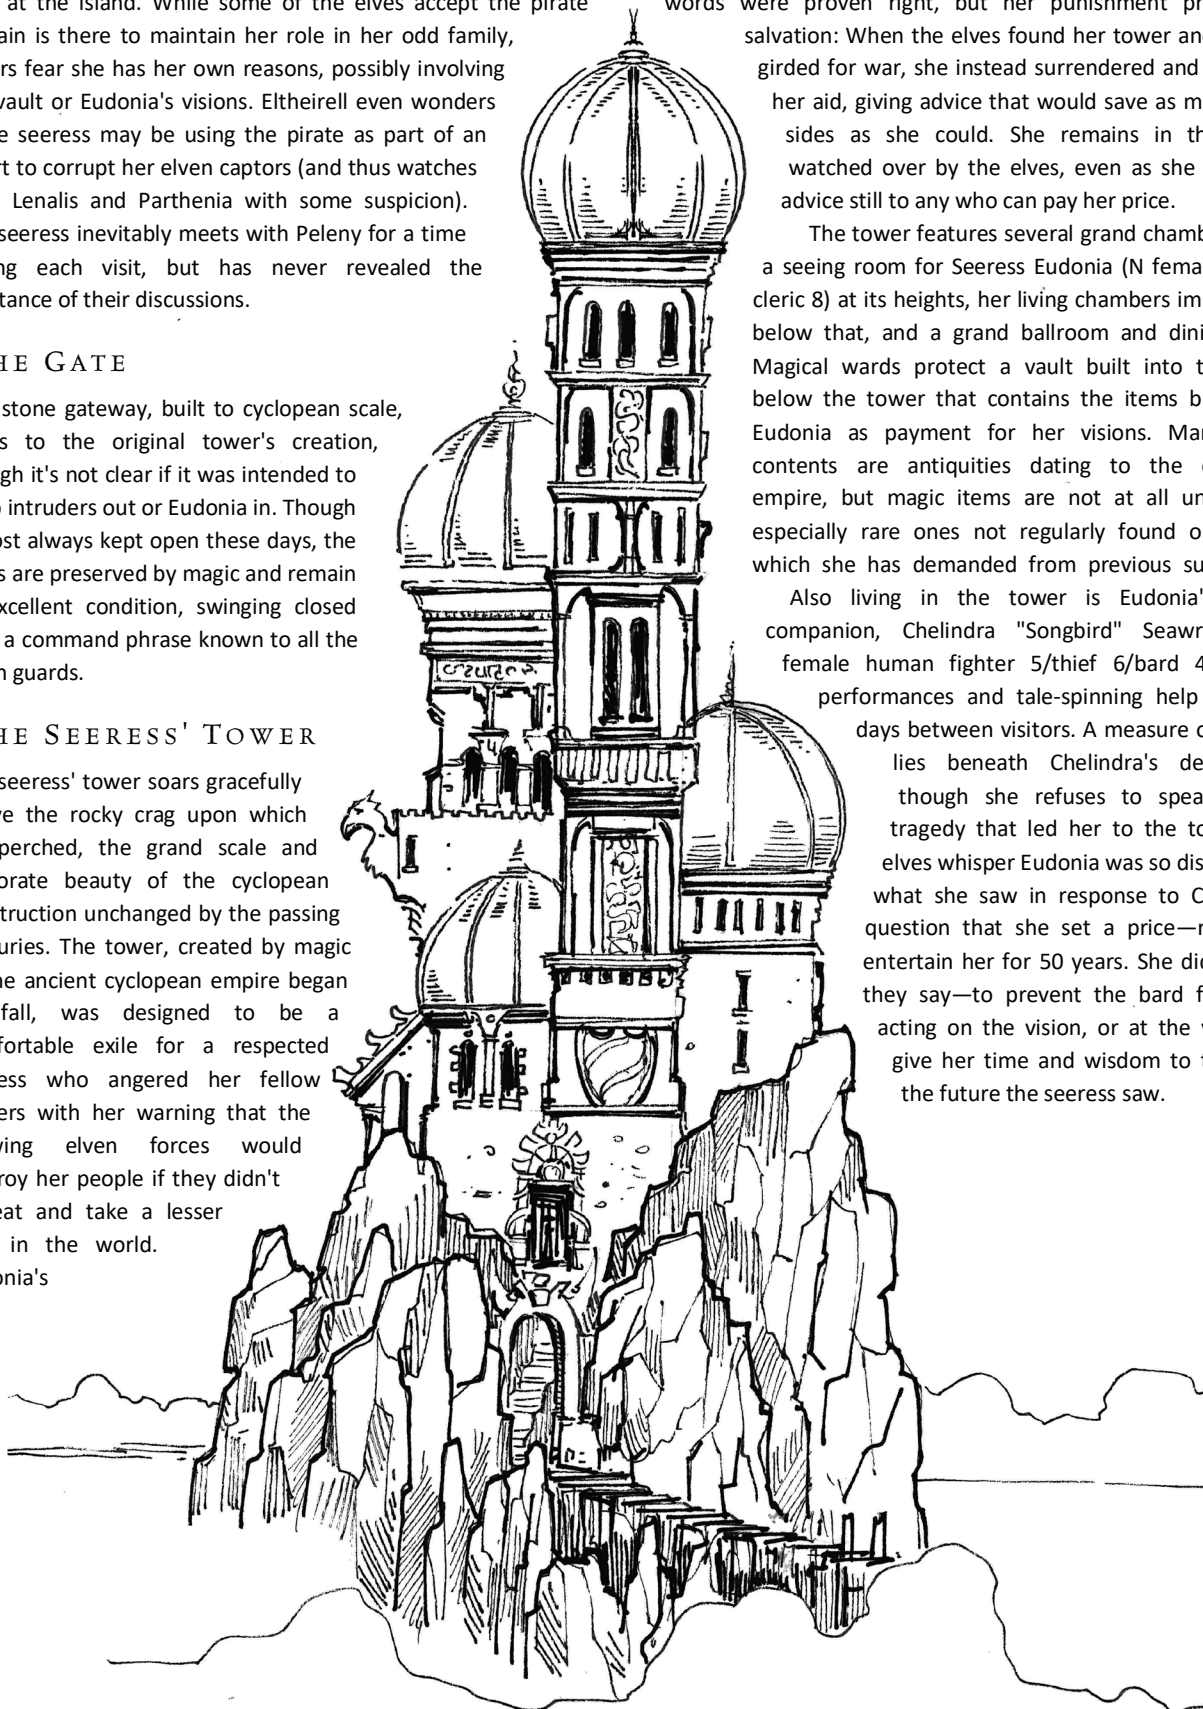 at the island. While some of the elves accept the pirate
ain is there to maintain her role in her odd family,
rs fear she has her own reasons, possibly involving
vault or Eudonia's visions. Eltheirell even wonders
e seeress may be using the pirate as part of an
rt to corrupt her elven captors (and thus watches
Lenalis and Parthenia with some suspicion).
seeress inevitably meets with Peleny for a time
ng each visit, but has never revealed the
tance of their discussions.
HE GATE
stone gateway, built to cyclopean scale,
s to the original tower's creation,
gh it's not clear if it was intended to
o intruders out or Eudonia in. Though
ost always kept open these days, the
s are preserved by magic and remain
xcellent condition, swinging closed
a command phrase known to all the
n guards.
HE SEERESS' TOWER
seeress' tower soars gracefully
ve the rocky crag upon which
perched, the grand scale and
orate beauty of the cyclopean
struction unchanged by the passing
uries. The tower, created by magic
ne ancient cyclopean empire began
fall, was designed to be a
fortable exile for a respected
ess who angered her fellow
ers with her warning that the
ving elven forces would
roy her people if they didn't
eat and take a lesser
in the world.
onia's
words were proven right, but her punishment pr
salvation: When the elves found her tower and
girded for war, she instead surrendered and
her aid, giving advice that would save as m
sides as she could. She remains in th
watched over by the elves, even as she
advice still to any who can pay her price.
The tower features several grand chamb
a seeing room for Seeress Eudonia (N fema
cleric 8) at its heights, her living chambers im
below that, and a grand ballroom and dini
Magical wards protect a vault built into t
below the tower that contains the items b
Eudonia as payment for her visions. Mar
contents are antiquities dating to the
empire, but magic items are not at all un
especially rare ones not regularly found o
which she has demanded from previous su
Also living in the tower is Eudonia'
companion, Chelindra "Songbird" Seawr
female human fighter 5/thief 6/bard 4
performances and tale-spinning help
days between visitors. A measure o
lies beneath Chelindra's de
though she refuses to spea
tragedy that led her to the to
elves whisper Eudonia was so dis
what she saw in response to C
question that she set a price—r
entertain her for 50 years. She did
they say—to prevent the bard f
acting on the vision, or at the v
give her time and wisdom to t
the future the seeress saw.